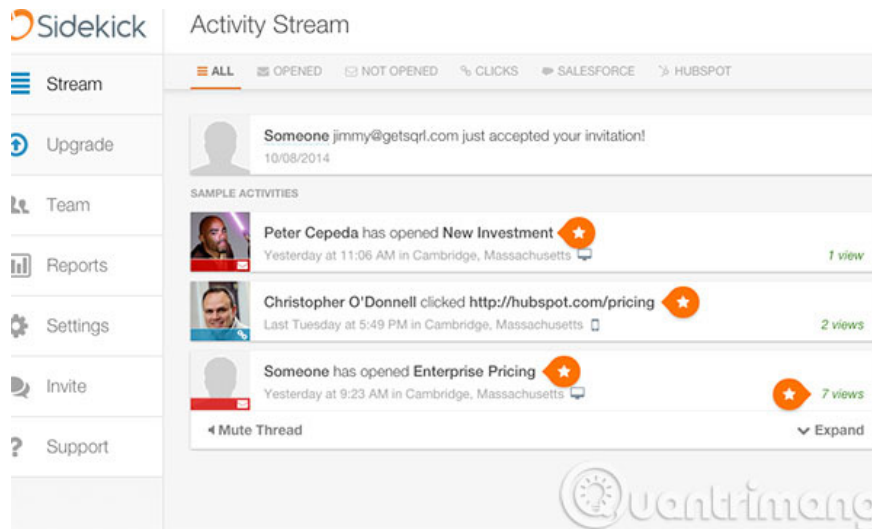 Sidekick
Activity Stream
ALL OPENED NOT OPENED CLICKS SALESFORCE HUBSPOT
Stream
Upgrade
Team
Reports
Settings
Invite
Support
Someone jimmy@getsqrl.com just accepted your invitation!
10/08/2014
SAMPLE ACTIVITIES
Peter Cepeda has opened New Investment
Yesterday at 11:06 AM in Cambridge, Massachusetts
1 view
Christopher O'Donnell clicked http://hubspot.com/pricing
Last Tuesday at 5:49 PM in Cambridge, Massachusetts
2 views
Someone has opened Enterprise Pricing
Yesterday at 9:23 AM in Cambridge, Massachusetts
7 views
Mute Thread
Expand
Quantrimang